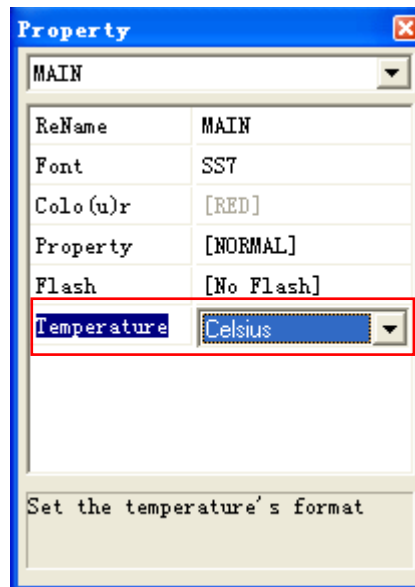 Property
MAIN
ReName MAIN
Font SS7
Colo(u)r [RED]
Property [NORMAL]
Flash [No Flash]
Temperature Celsius
Set the temperature's format